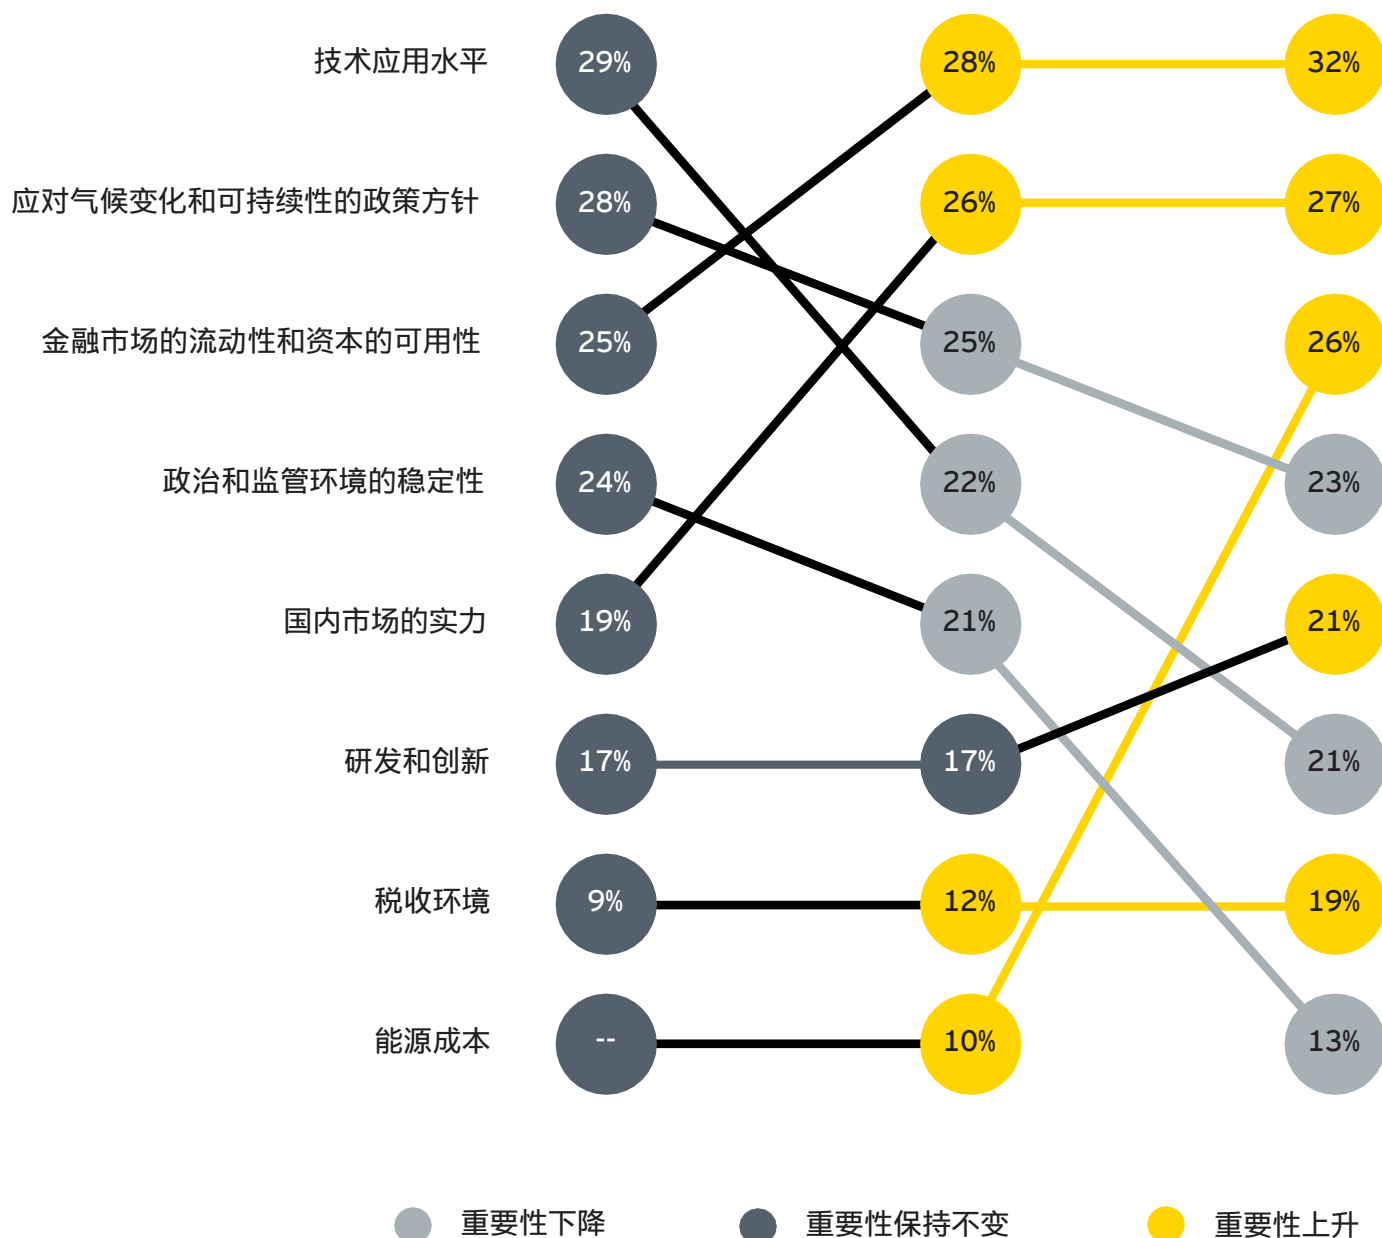 技术应用水平 29% 28% 32%
应对气候变化和可持续性的政策方针 28% 26% 27%
金融市场的流动性和资本的可用性 25% 25% 26%
政治和监管环境的稳定性 24% 22% 23%
国内市场的实力 19% 21% 21%
研发和创新 17% 17% 21%
税收环境 9% 12% 19%
能源成本 -- 10% 13%
重要性下降 重要性保持不变 重要性上升